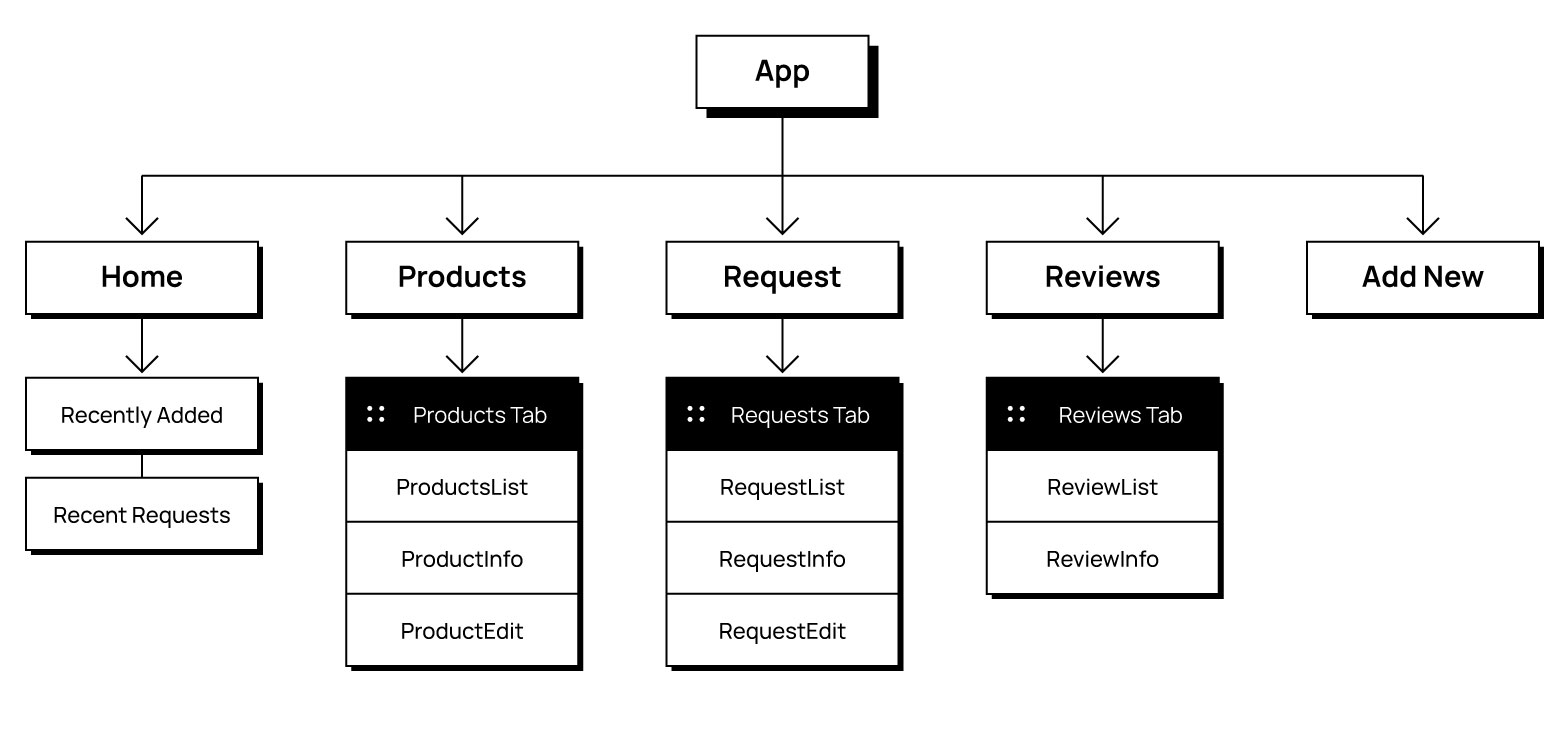 App
Home
Products
Request
Reviews
Add New
Recently Added
Recent Requests
Products Tab
ProductsList
ProductInfo
ProductEdit
Requests Tab
RequestList
RequestInfo
RequestEdit
Reviews Tab
ReviewList
ReviewInfo